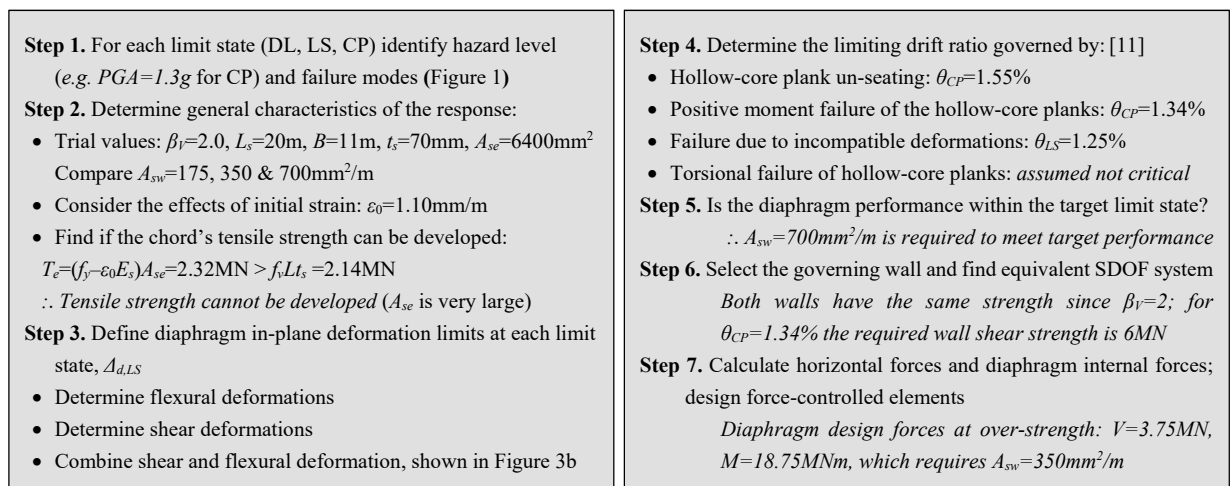 Step 1. For each limit state (DL, LS, CP) identify hazard level
(e.g. PGA=1.3g for CP) and failure modes (Figure 1)
Step 2. Determine general characteristics of the response:
• Trial values: βV=2.0, Ls=20m, B=11m, ts=70mm, Ase=6400mm²
Compare Asw=175, 350 & 700mm²/m
• Consider the effects of initial strain: ε0=1.10mm/m
• Find if the chord's tensile strength can be developed:
Te=(fy–ε0Es)Ase=2.32MN > fvLts =2.14MN
∴ Tensile strength cannot be developed (Ase is very large)
Step 3. Define diaphragm in-plane deformation limits at each limit
state, Δd,LS
• Determine flexural deformations
• Determine shear deformations
• Combine shear and flexural deformation, shown in Figure 3b
Step 4. Determine the limiting drift ratio governed by: [11]
• Hollow-core plank un-seating: θCP=1.55%
• Positive moment failure of the hollow-core planks: θCP=1.34%
• Failure due to incompatible deformations: θLS=1.25%
• Torsional failure of hollow-core planks: assumed not critical
Step 5. Is the diaphragm performance within the target limit state?
∴ Asw=700mm²/m is required to meet target performance
Step 6. Select the governing wall and find equivalent SDOF system
Both walls have the same strength since βV=2; for
θCP=1.34% the required wall shear strength is 6MN
Step 7. Calculate horizontal forces and diaphragm internal forces;
design force-controlled elements
Diaphragm design forces at over-strength: V=3.75MN,
M=18.75MNm, which requires Asw=350mm²/m